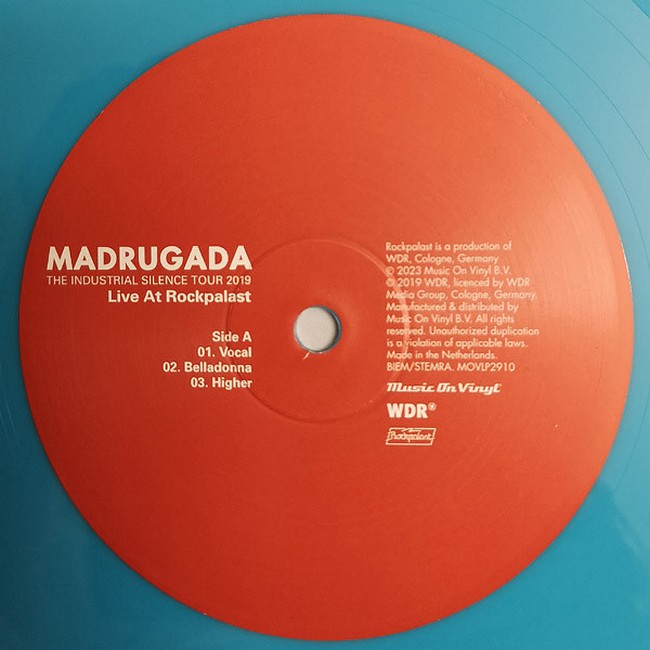 MADRUGADA
THE INDUSTRIAL SILENCE TOUR 2019
Live At Rockpalast
Side A
01. Vocal
02. Belladonna
03. Higher
Rockpalast is a production of
WDR, Cologne, Germany
© 2023 Music On Vinyl B.V.
© 2019 WDR, licenced by WDR
Media Group, Cologne, Germany.
Manufactured & distributed by
Music On Vinyl B.V. All rights
reserved. Unauthorized duplication
is a violation of applicable laws.
Made in the Netherlands.
BIEM/STEMRA. MOVLP2910
Music On Vinyl
WDR
Rockpalast